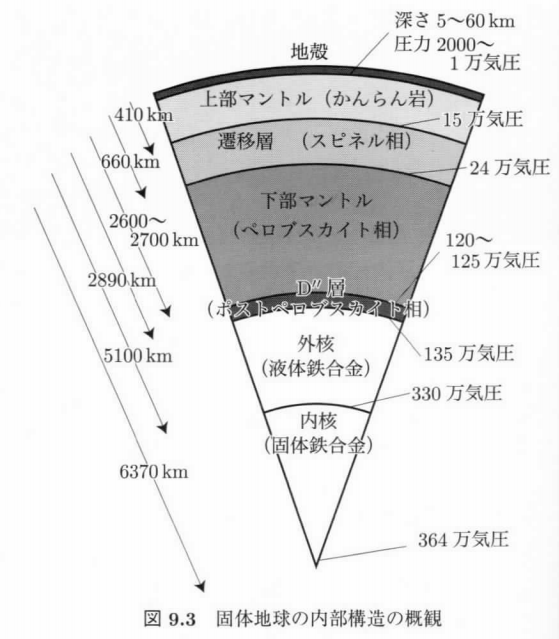 深さ 5〜60 km
地殻
圧力 2000〜
1 万気圧
上部マントル（かんらん岩）
410 km
15 万気圧
遷移層 （スピネル相）
660 km
24 万気圧
下部マントル
（ペロブスカイト相）
2600〜
2700 km
120〜
125 万気圧
2890 km
D″ 層
（ポストペロブスカイト相）
外核
（液体鉄合金）
135 万気圧
5100 km
330 万気圧
内核
（固体鉄合金）
6370 km
364 万気圧
図 9.3 固体地球の内部構造の概観